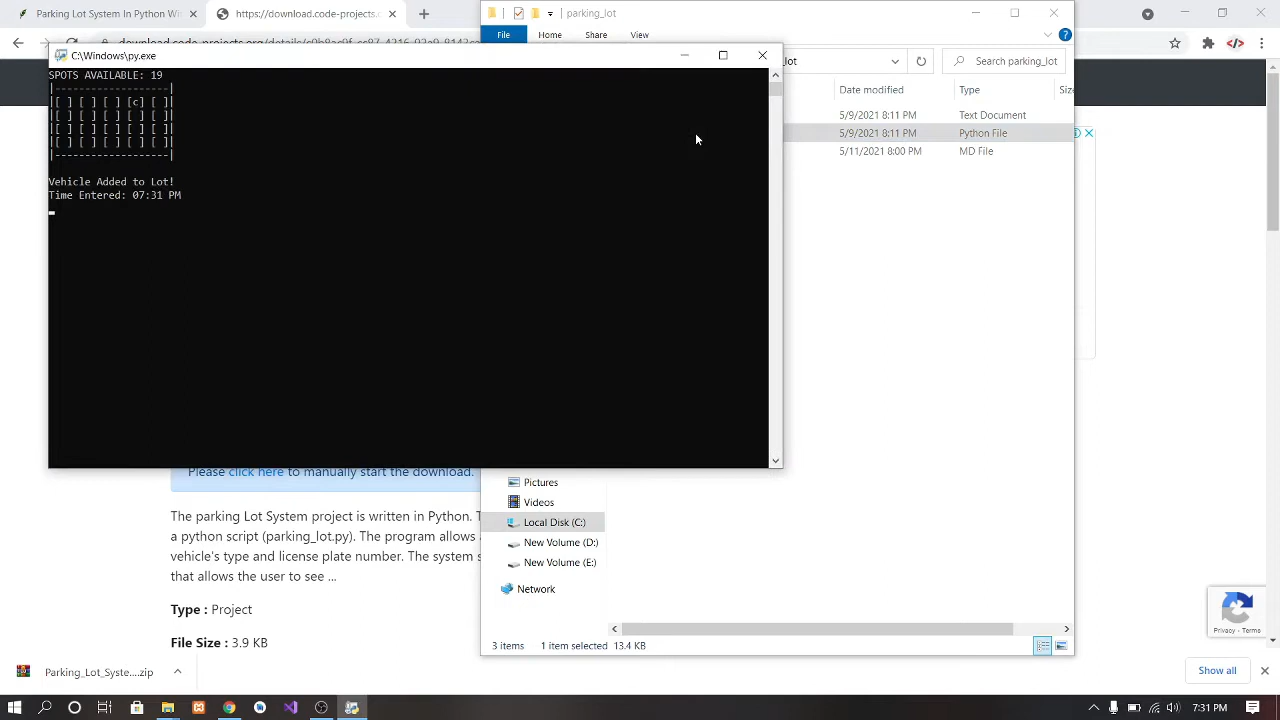 Parking Lot System In Python Wi
https://download.code-projects.
parking_lot
File
Home
Share
View
C:\Windows\py.exe
_lot
Search parking_lot
SPOTS AVAILABLE: 19
|------------------|
|[ ] [ ] [ ] [c] [ ]|
|[ ] [ ] [ ] [ ] [ ]|
|[ ] [ ] [ ] [ ] [ ]|
|[ ] [ ] [ ] [ ] [ ]|
|------------------|
Vehicle Added to Lot!
Time Entered: 07:31 PM
Date modified
Type
Size
5/9/2021 8:11 PM
Text Document
5/9/2021 8:11 PM
Python File
5/11/2021 8:00 PM
MD File
Please click here to manually start the download.
The parking Lot System project is written in Python. T
a python script (parking_lot.py). The program allows
vehicle's type and license plate number. The system s
that allows the user to see ...
Type : Project
File Size : 3.9 KB
Pictures
Videos
Local Disk (C:)
New Volume (D:)
New Volume (E:)
Network
3 items
1 item selected 13.4 KB
Privacy - Terms
Parking_Lot_Syste....zip
Show all
7:31 PM